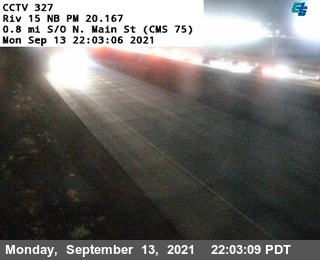 CCTV 327
Riv 15 NB PM 20.167
0.8 mi S/O N. Main St (CMS 75)
Mon Sep 13 22:03:06 2021
Monday, September 13, 2021 22:03:09 PDT